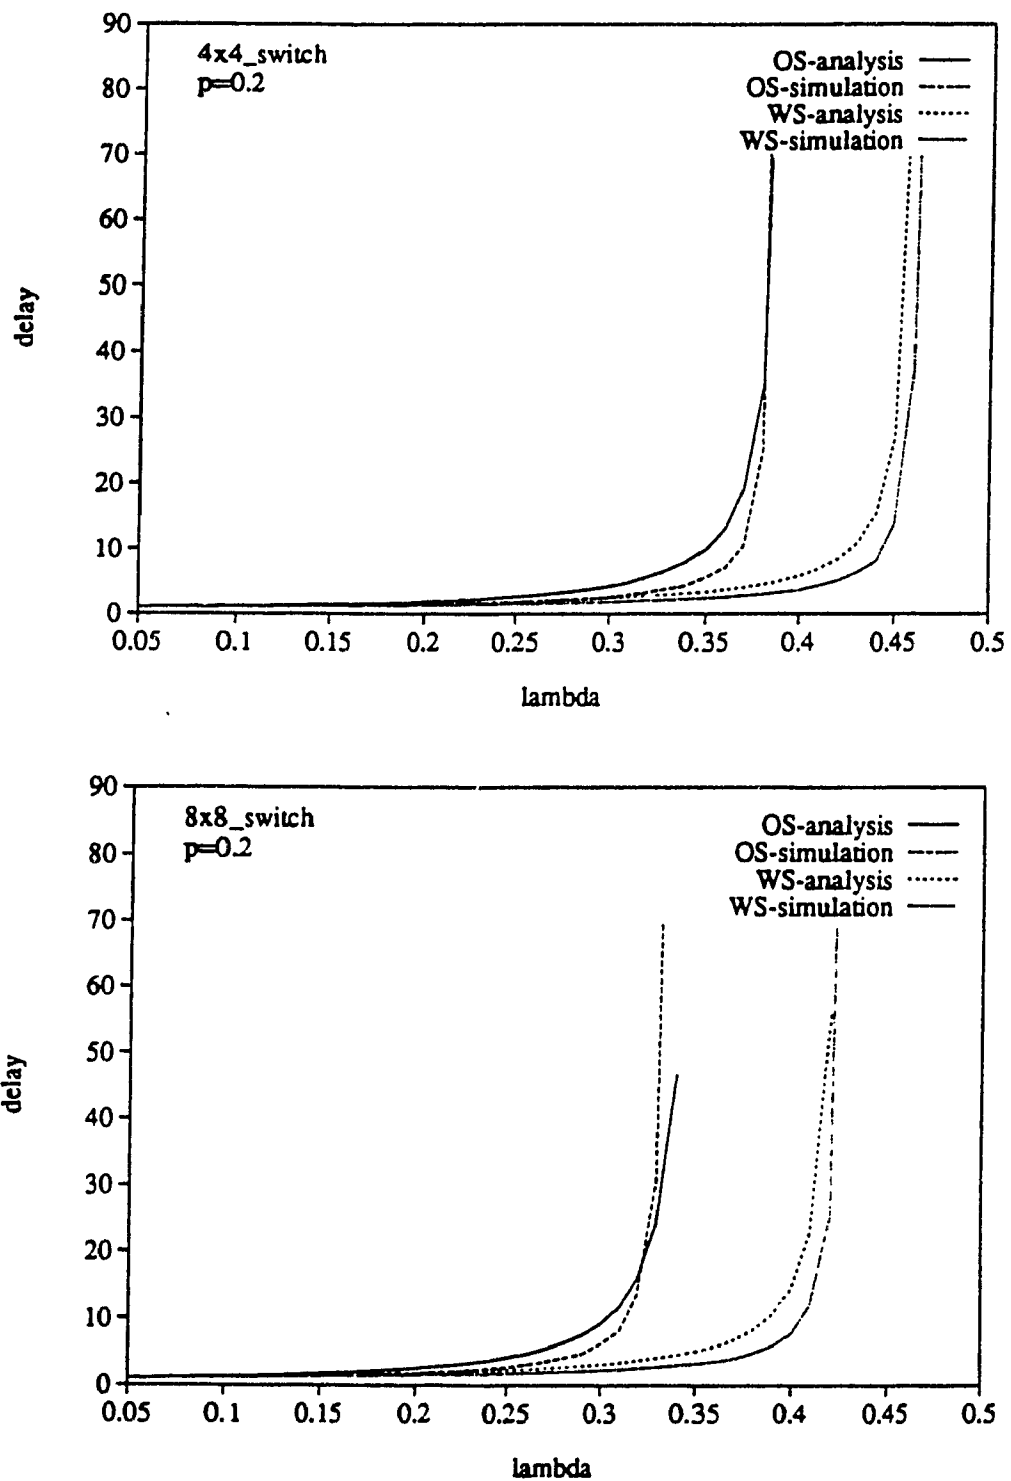 90
4x4_switch
p=0.2
OS-analysis
OS-simulation
WS-analysis
WS-simulation
80
70
60
50
40
30
20
10
0
delay
0.05 0.1 0.15 0.2 0.25 0.3 0.35 0.4 0.45 0.5
lambda
90
8x8_switch
p=0.2
OS-analysis
OS-simulation
WS-analysis
WS-simulation
80
70
60
50
40
30
20
10
0
delay
0.05 0.1 0.15 0.2 0.25 0.3 0.35 0.4 0.45 0.5
lambda